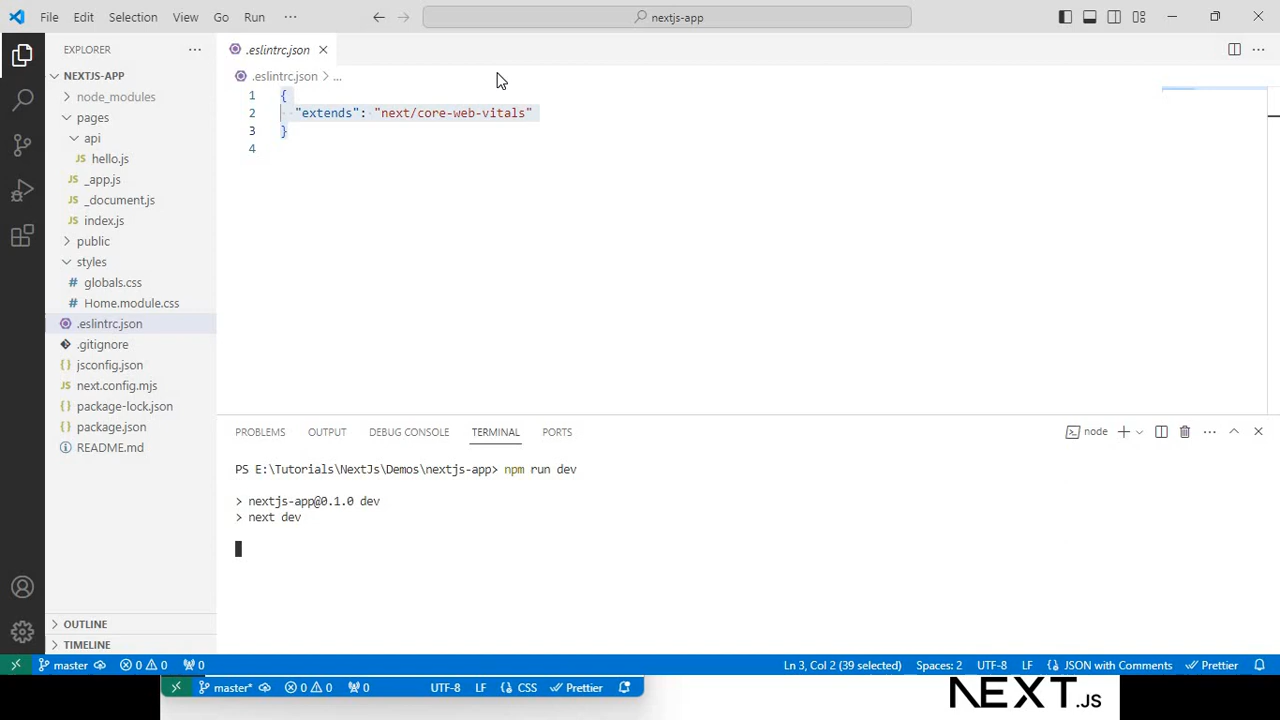 File Edit Selection View Go Run ··· nextjs-app
EXPLORER ···
NEXTJS-APP
node_modules
pages
api
JS hello.js
JS _app.js
JS _document.js
JS index.js
public
styles
# globals.css
# Home.module.css
.eslintrc.json
.gitignore
{} jsconfig.json
JS next.config.mjs
{} package-lock.json
{} package.json
README.md
OUTLINE
TIMELINE
.eslintrc.json
.eslintrc.json > ...
1 {
2 "extends": "next/core-web-vitals"
3 }
4
PROBLEMS OUTPUT DEBUG CONSOLE TERMINAL PORTS node
PS E:\Tutorials\NextJs\Demos\nextjs-app> npm run dev
> nextjs-app@0.1.0 dev
> next dev
master 0 0 0 Ln 3, Col 2 (39 selected) Spaces: 2 UTF-8 LF {} JSON with Comments Prettier
master* 0 0 0 UTF-8 LF {} CSS Prettier
NEXT.JS